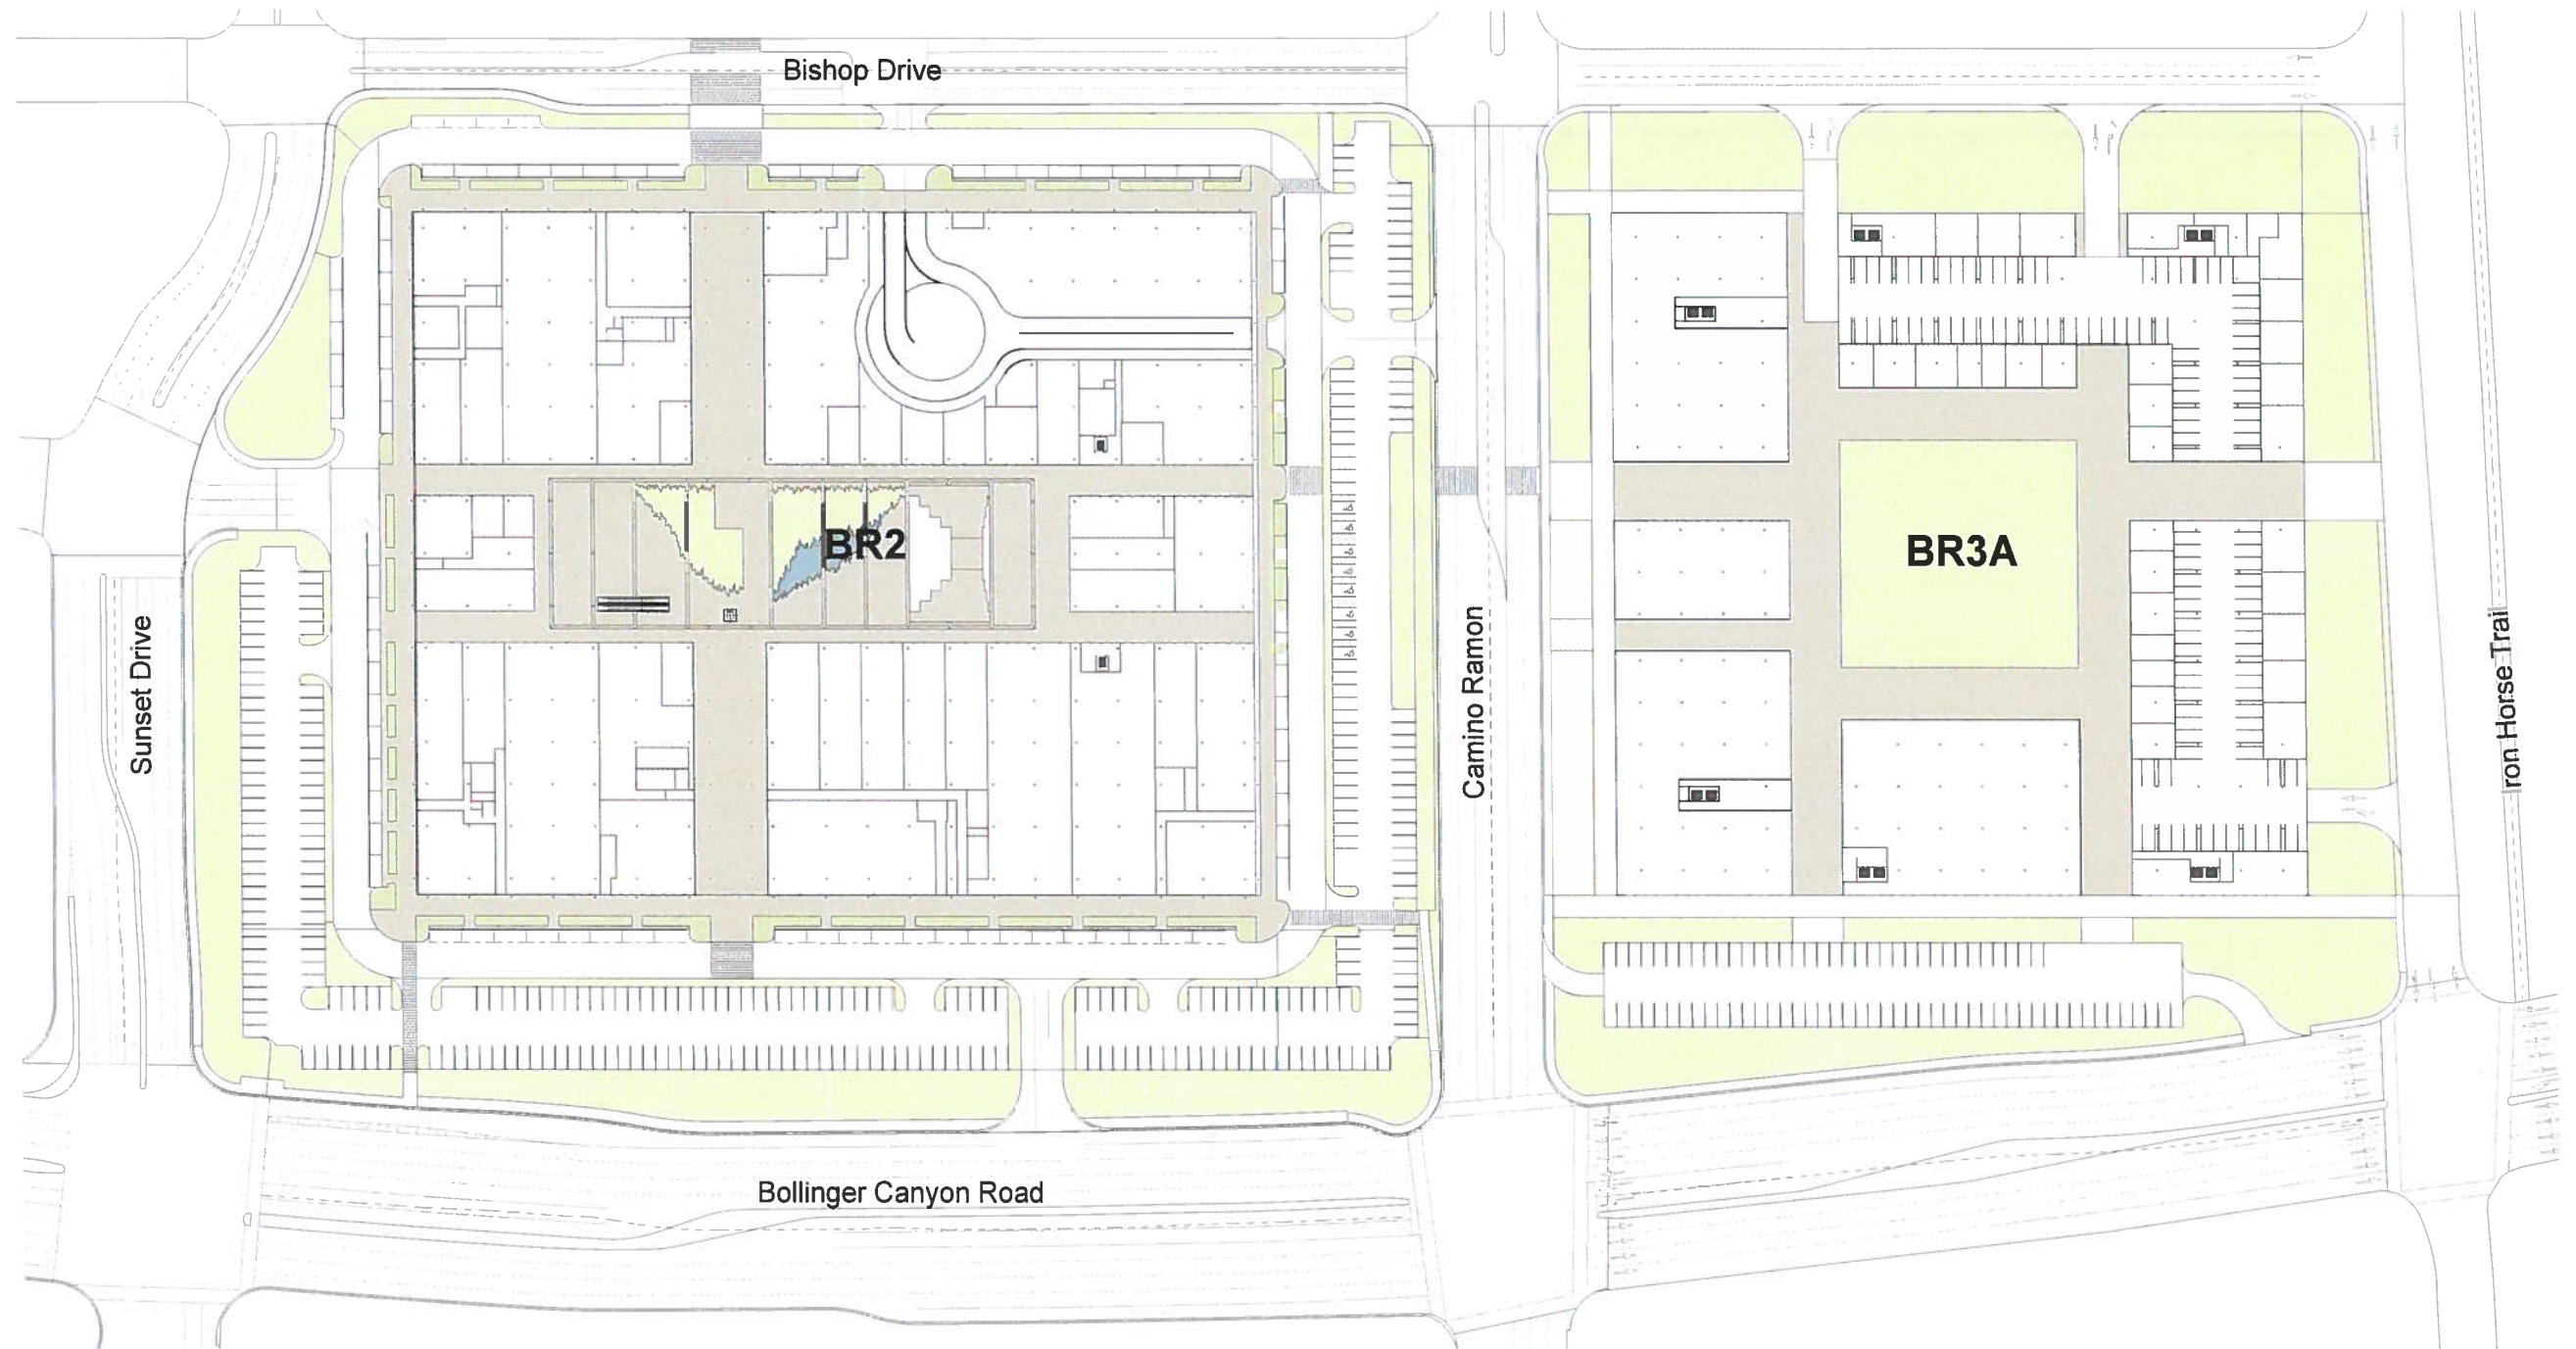 Bishop Drive
BR2
BR3A
Sunset Drive
Camino Ramon
Iron Horse Trail
Bollinger Canyon Road